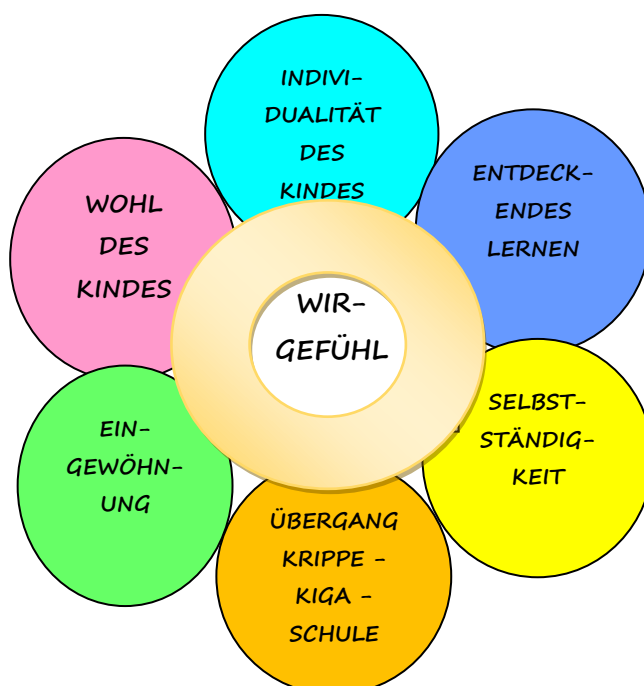 INDIVI-
DUALITÄT
DES
KINDES
ENTDECK-
ENDES
LERNEN
WOHL
DES
KINDES
WIR-
GEFÜHL
SELBST-
STÄNDIG-
KEIT
EIN-
GEWÖHN-
UNG
ÜBERGANG
KRIPPE -
KIGA -
SCHULE